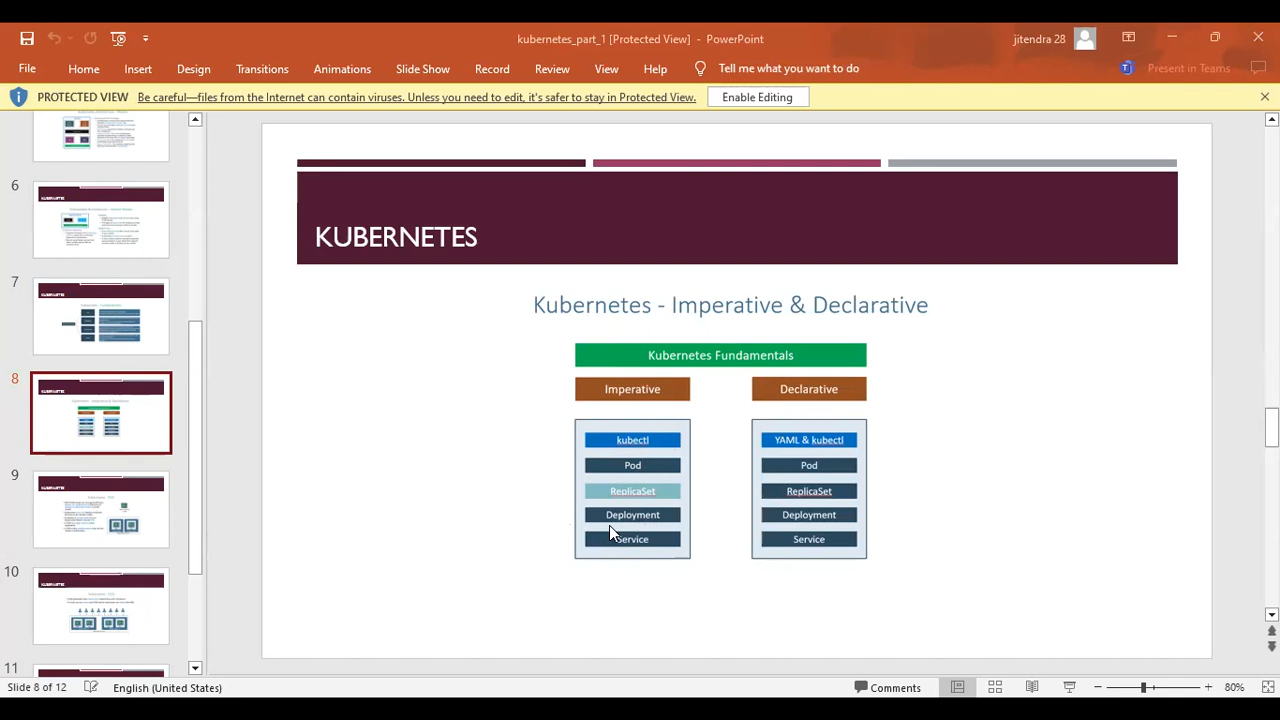 kubernetes_part_1 [Protected View] - PowerPoint
jitendra 28
File Home Insert Design Transitions Animations Slide Show Record Review View Help Tell me what you want to do Present in Teams
PROTECTED VIEW Be careful—files from the Internet can contain viruses. Unless you need to edit, it's safer to stay in Protected View. Enable Editing
6
7
8
9
10
11
KUBERNETES
Kubernetes - Imperative & Declarative
Kubernetes Fundamentals
Imperative
kubectl
Pod
ReplicaSet
Deployment
Service
Declarative
YAML & kubectl
Pod
ReplicaSet
Deployment
Service
Slide 8 of 12 English (United States) Comments 80%